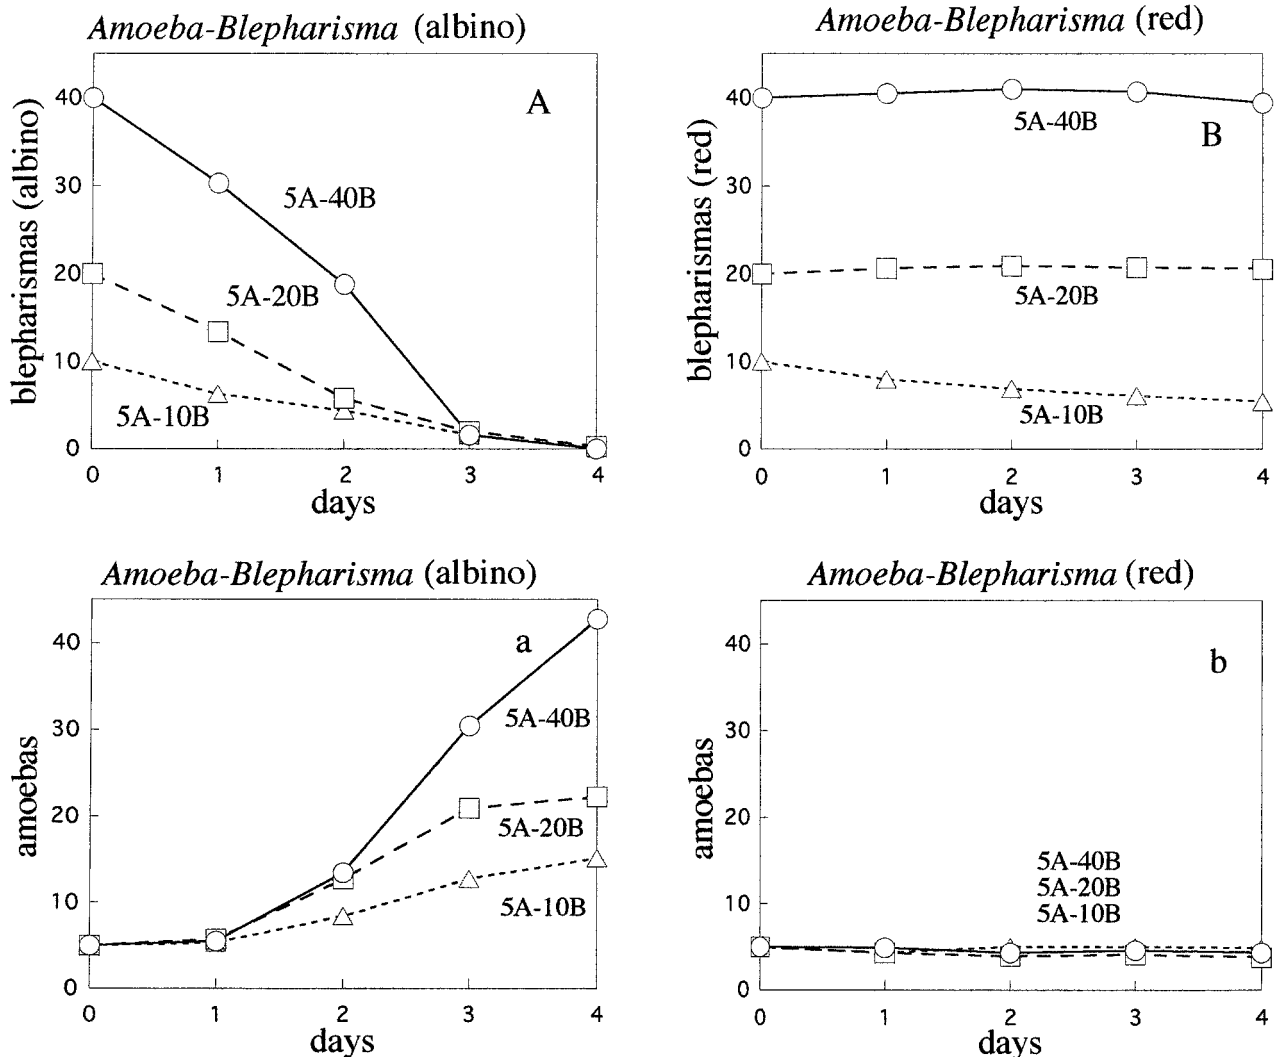 Amoeba-Blepharisma (albino)
A
blepharismas (albino)
40
30
20
10
0
5A-40B
5A-20B
5A-10B
0 1 2 3 4
days
Amoeba-Blepharisma (red)
B
blepharismas (red)
40
30
20
10
0
5A-40B
5A-20B
5A-10B
0 1 2 3 4
days
Amoeba-Blepharisma (albino)
a
amoebas
40
30
20
10
0
5A-40B
5A-20B
5A-10B
0 1 2 3 4
days
Amoeba-Blepharisma (red)
b
amoebas
40
30
20
10
0
5A-40B
5A-20B
5A-10B
0 1 2 3 4
days